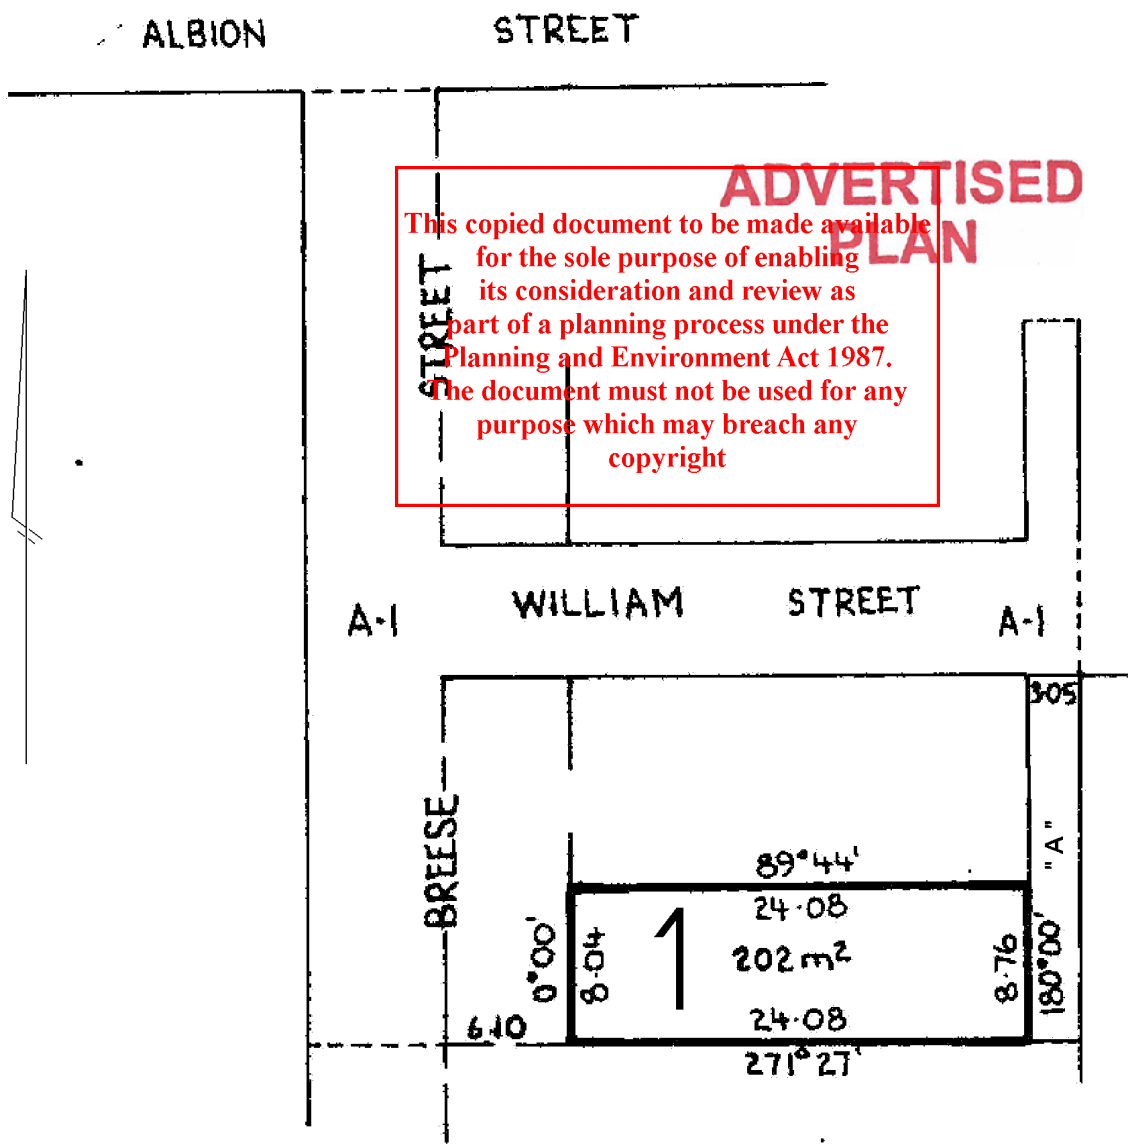 ALBION STREET
ADVERTISED
PLAN
This copied document to be made available
for the sole purpose of enabling
its consideration and review as
part of a planning process under the
Planning and Environment Act 1987.
The document must not be used for any
purpose which may breach any
copyright
STREET
WILLIAM STREET
A-1
A-1
3.05
"A"
BREESE
89°44'
24.08
1
202 m²
0°00'
8.04
8.76
180°00'
24.08
6.10
271°27'